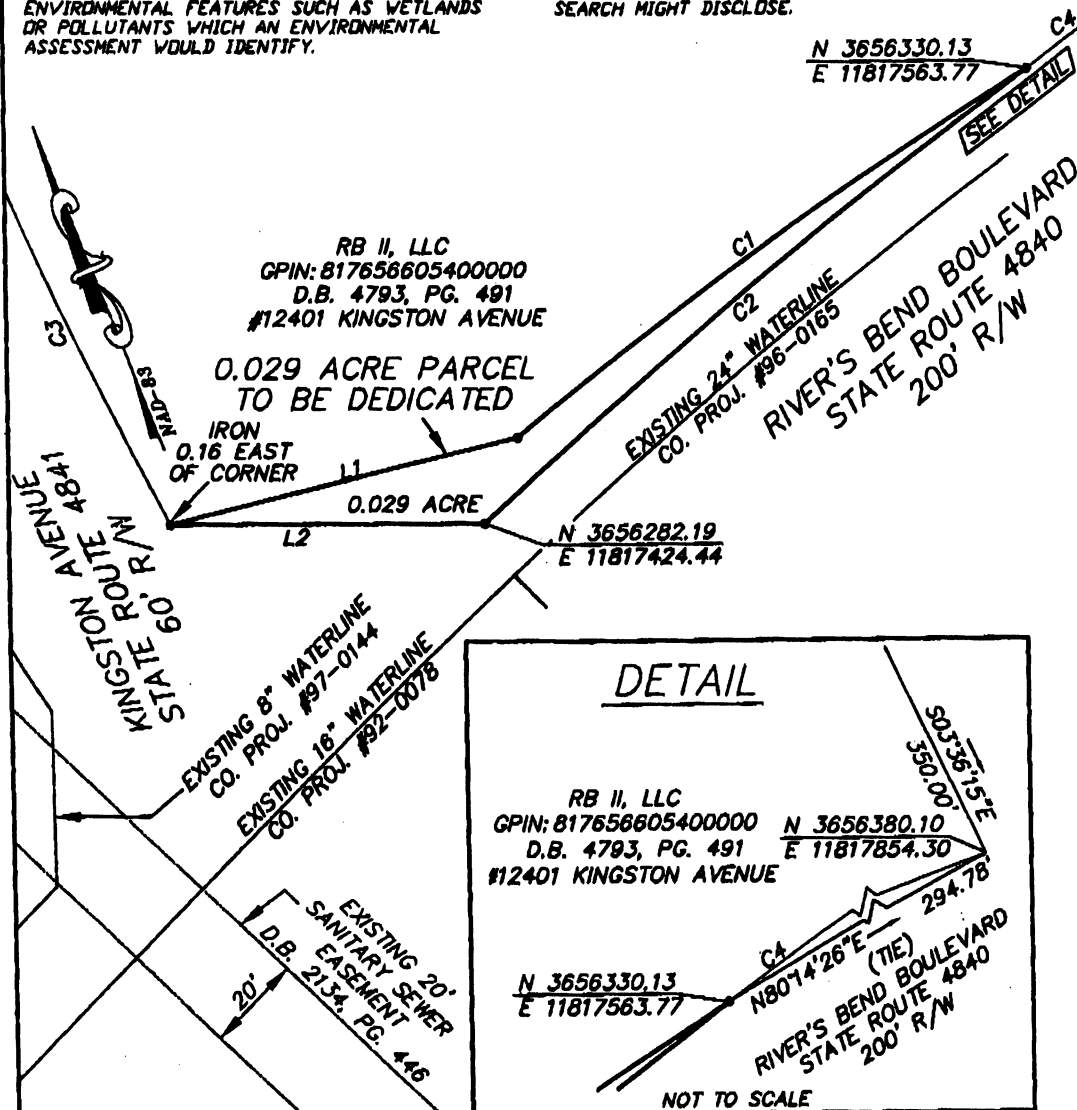 ENVIRONMENTAL FEATURES SUCH AS WETLANDS
OR POLLUTANTS WHICH AN ENVIRONMENTAL
ASSESSMENT WOULD IDENTIFY.
SEARCH MIGHT DISCLOSE.
N 3656330.13
E 11817563.77
C4
SEE DETAIL
RIVER'S BEND BOULEVARD
STATE ROUTE 4840
200' R/W
C1
C2
EXISTING 24" WATERLINE
CO. PROJ. #96-0165
RB II, LLC
GPIN: 817656605400000
D.B. 4793, PG. 491
#12401 KINGSTON AVENUE
0.029 ACRE PARCEL
TO BE DEDICATED
C3
NAD-83
IRON
0.16 EAST
OF CORNER
L1
0.029 ACRE
L2
N 3656282.19
E 11817424.44
KINGSTON AVENUE
STATE ROUTE 4841
60' R/W
EXISTING 8" WATERLINE
CO. PROJ. #97-0144
EXISTING 16" WATERLINE
CO. PROJ. #92-0078
EXISTING 20'
SANITARY SEWER
EASEMENT
D.B. 2134, PG. 446
20'
DETAIL
S03°36'15"E
350.00'
RB II, LLC
GPIN: 817656605400000
D.B. 4793, PG. 491
#12401 KINGSTON AVENUE
N 3656380.10
E 11817854.30
294.78'
C4
N80°14'26"E
(TIE)
N 3656330.13
E 11817563.77
RIVER'S BEND BOULEVARD
STATE ROUTE 4840
200' R/W
NOT TO SCALE